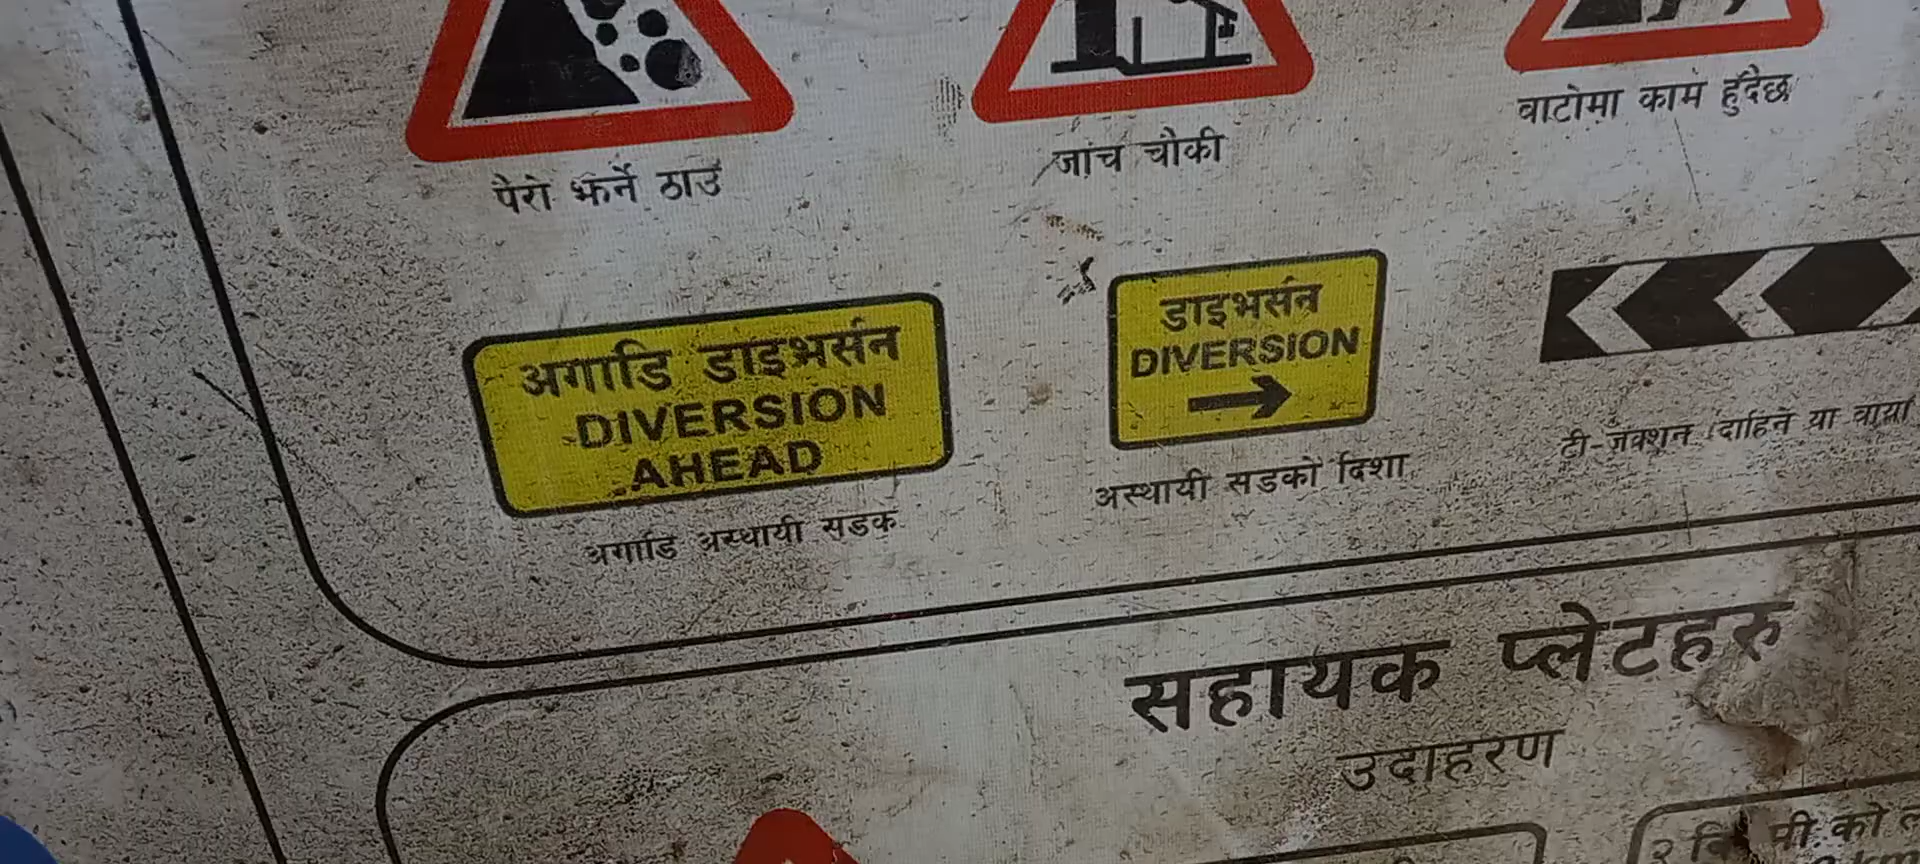 पैरो झर्ने ठाउँ
जाँच चौकी
बाटोमा काम हुँदैछ
अगाडि डाइभर्सन
DIVERSION
AHEAD
अगाडि अस्थायी सडक
डाइभर्सन
DIVERSION
अस्थायी सडकको दिशा
टी-जंक्शन (दाहिने या बायाँ
सहायक प्लेटहरु
उदाहरण